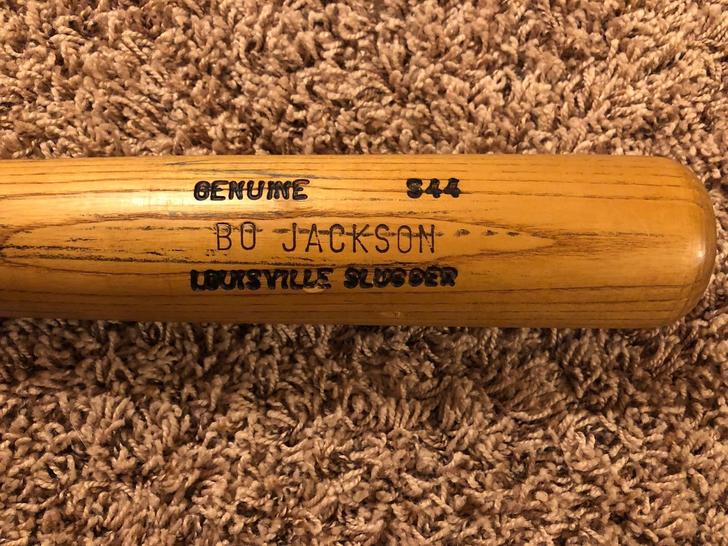 GENUINE S44
BO JACKSON
LOUISVILLE SLUGGER